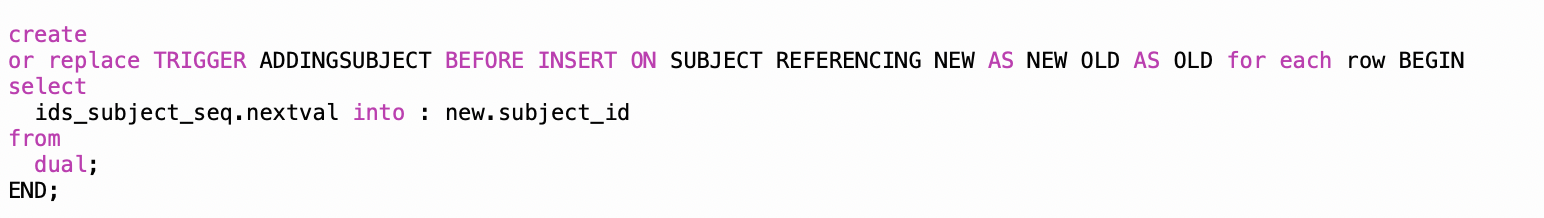 create
or replace TRIGGER ADDINGSUBJECT BEFORE INSERT ON SUBJECT REFERENCING NEW AS NEW OLD AS OLD for each row BEGIN
select
  ids_subject_seq.nextval into : new.subject_id
from
  dual;
END;